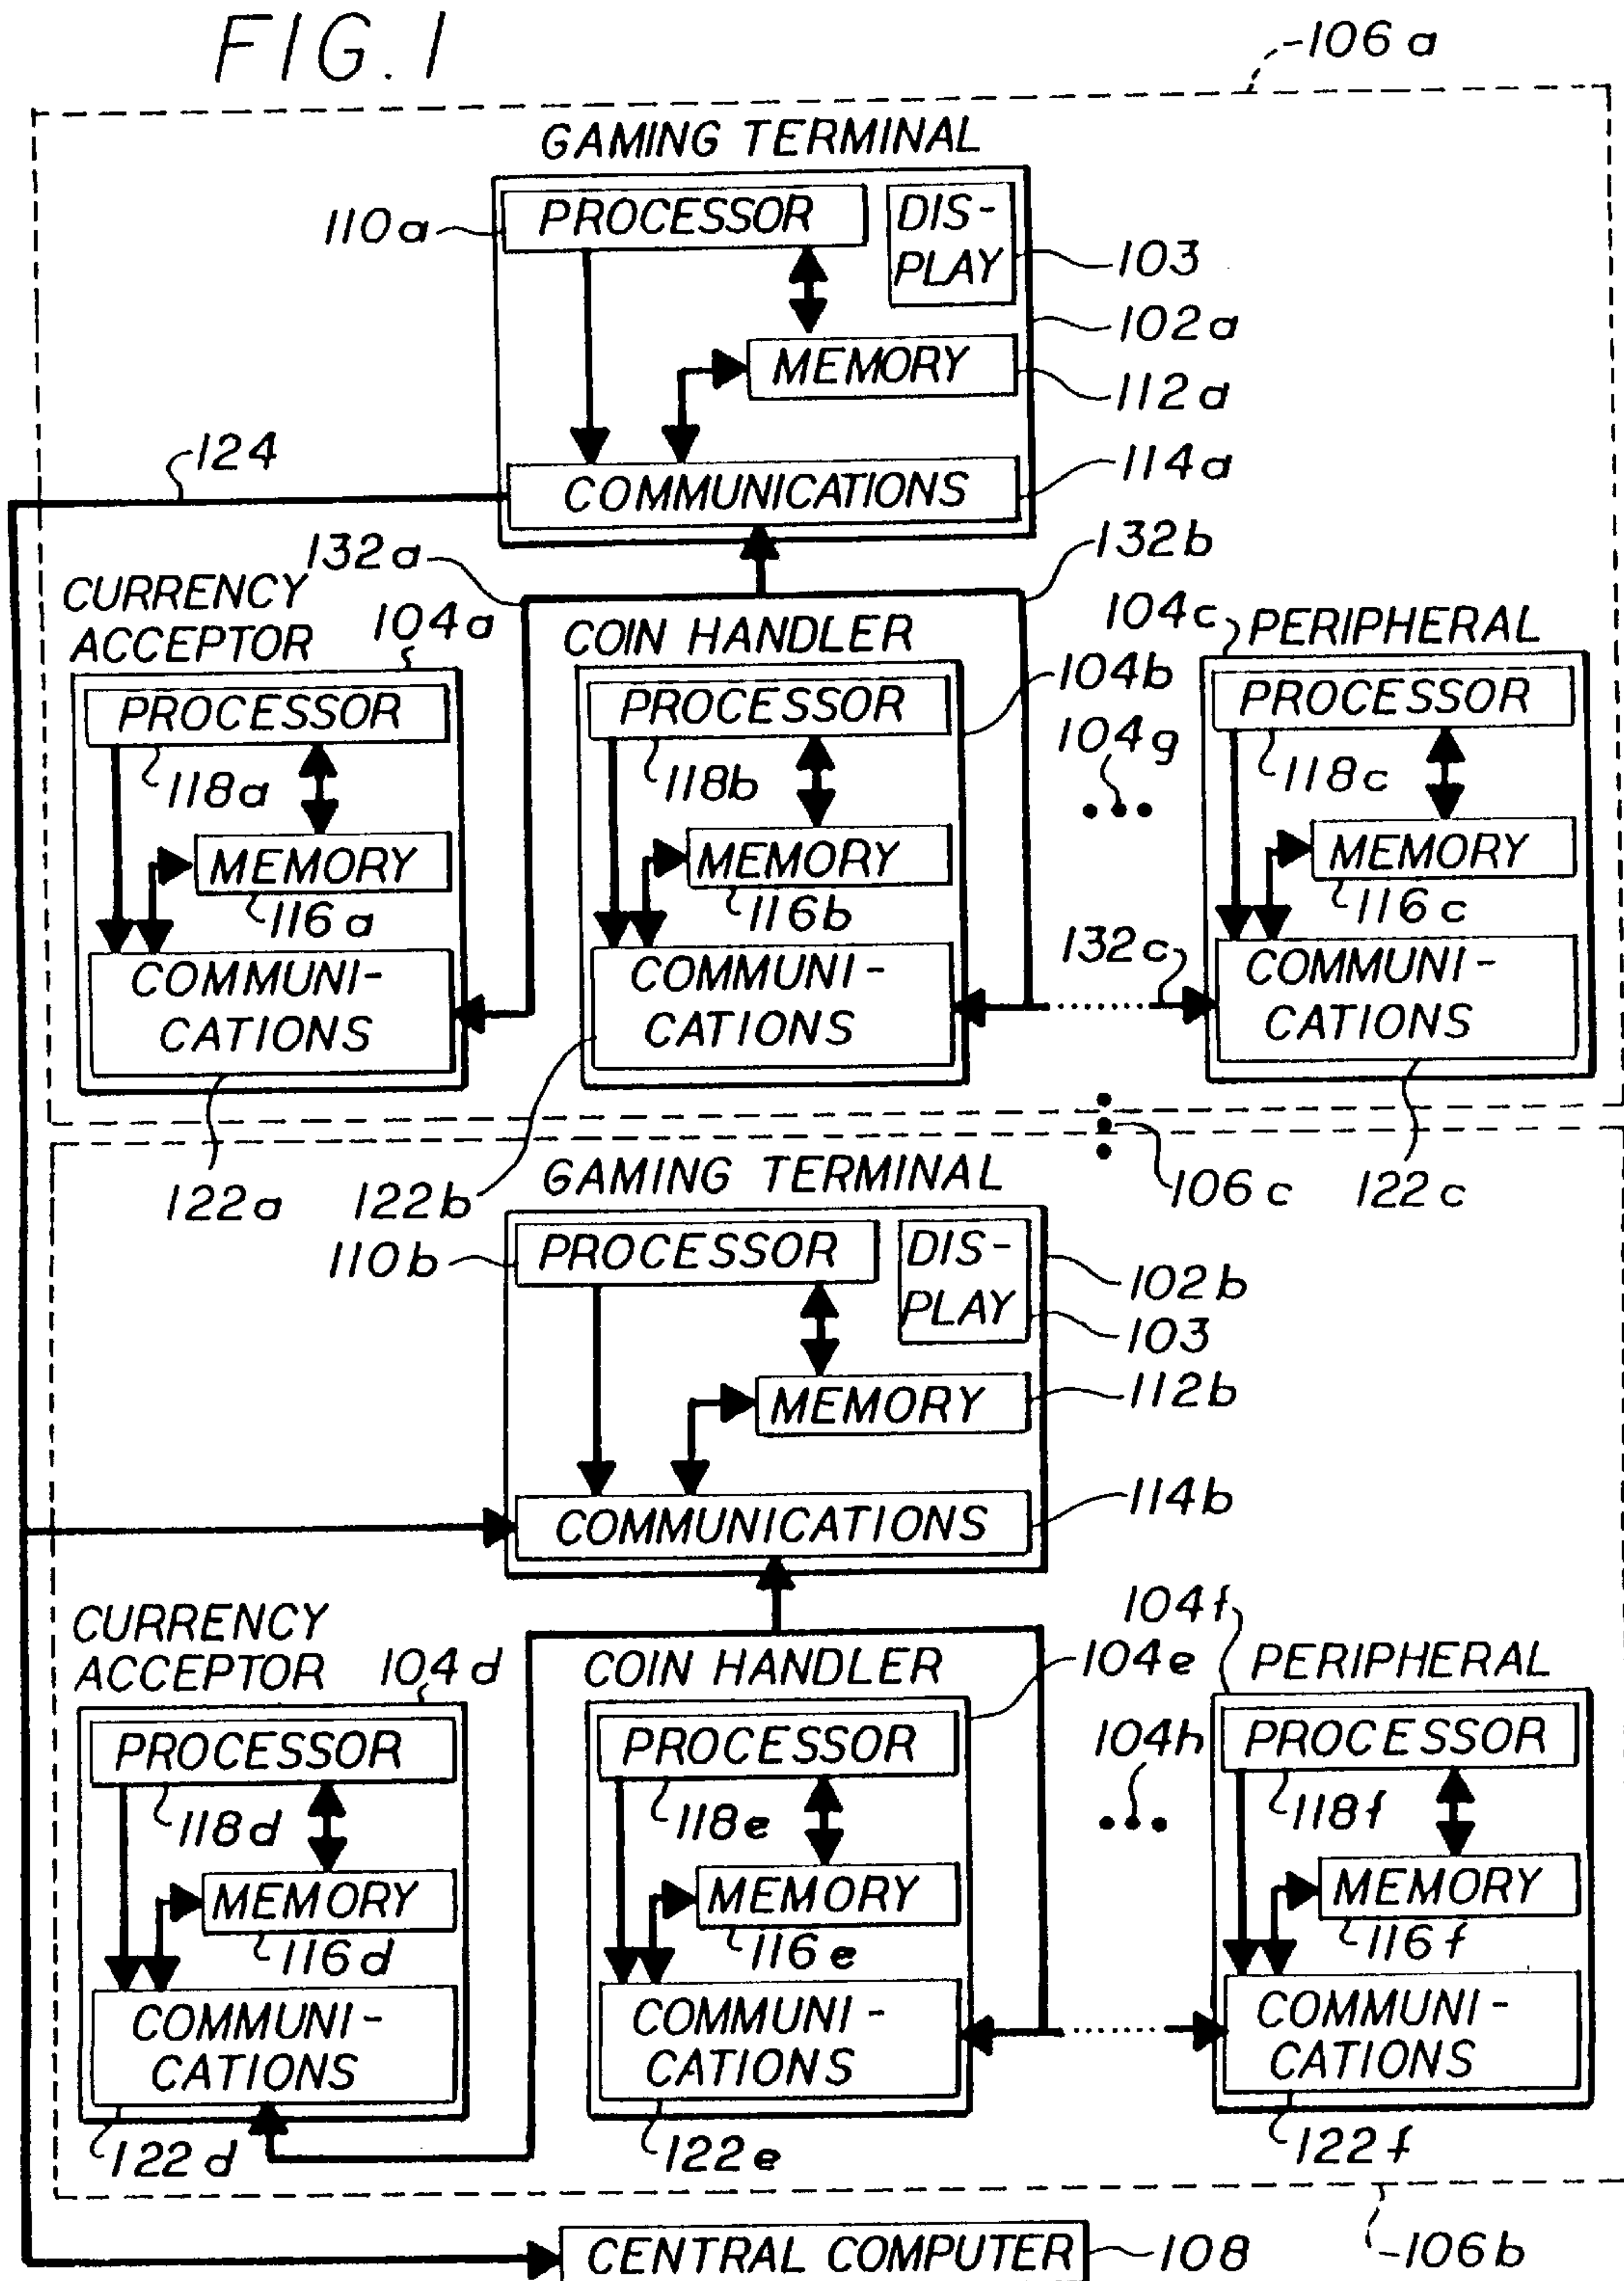 FIG. 1
106a
GAMING TERMINAL
110a
PROCESSOR
DIS-
PLAY
103
102a
MEMORY
112a
124
COMMUNICATIONS
114a
132a
132b
CURRENCY
ACCEPTOR
104a
COIN HANDLER
104b
104c
PERIPHERAL
PROCESSOR
118a
MEMORY
116a
COMMUNI-
CATIONS
122a
PROCESSOR
118b
MEMORY
116b
COMMUNI-
CATIONS
122b
104g
132c
PROCESSOR
118c
MEMORY
116c
COMMUNI-
CATIONS
122c
106c
GAMING TERMINAL
110b
PROCESSOR
DIS-
PLAY
102b
103
MEMORY
112b
COMMUNICATIONS
114b
CURRENCY
ACCEPTOR
104d
COIN HANDLER
104e
104f
PERIPHERAL
PROCESSOR
118d
MEMORY
116d
COMMUNI-
CATIONS
122d
PROCESSOR
118e
MEMORY
116e
COMMUNI-
CATIONS
122e
104h
PROCESSOR
118f
MEMORY
116f
COMMUNI-
CATIONS
122f
106b
CENTRAL COMPUTER
108